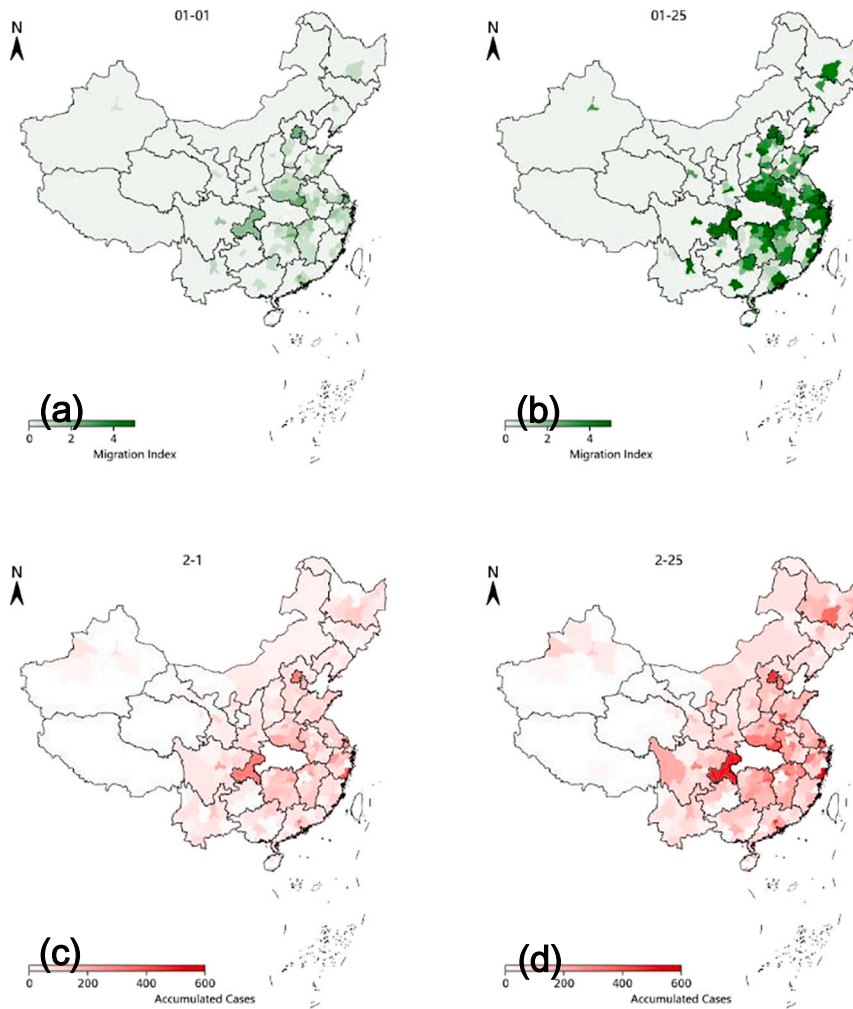 01-01
N
(a)
0 2 4
Migration Index
01-25
N
(b)
0 2 4
Migration Index
2-1
N
(c)
0 200 400 600
Accumulated Cases
2-25
N
(d)
0 200 400 600
Accumulated Cases